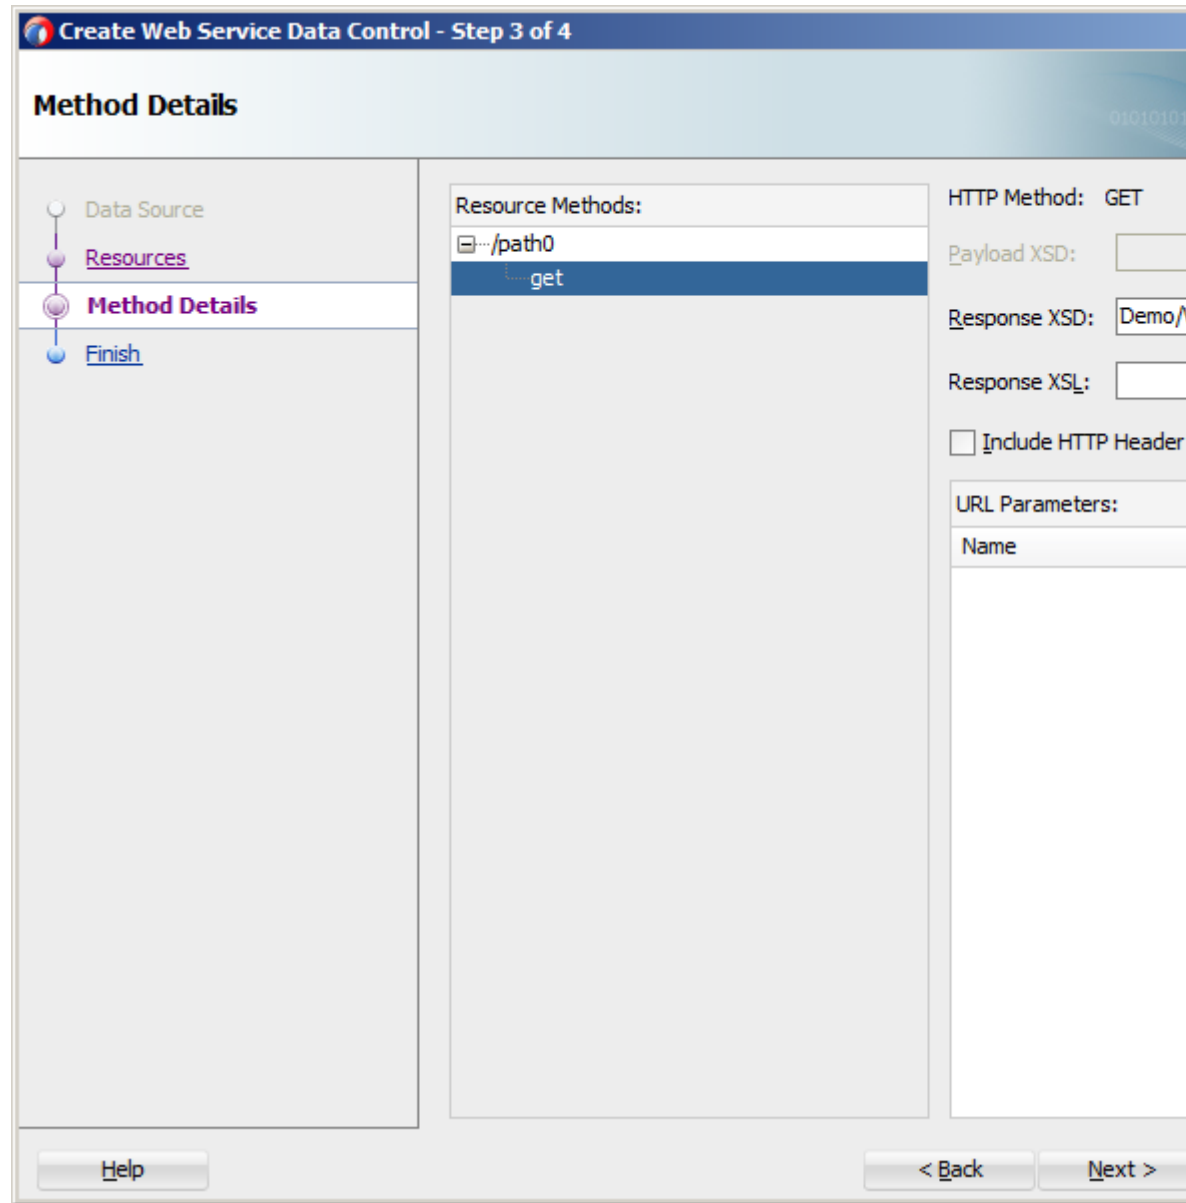 Create Web Service Data Control - Step 3 of 4
Method Details
01010101
Data Source
Resources
Method Details
Finish
Resource Methods:
/path0
get
HTTP Method: GET
Payload XSD:
Response XSD: Demo/
Response XSL:
Include HTTP Header
URL Parameters:
Name
Help
< Back
Next >